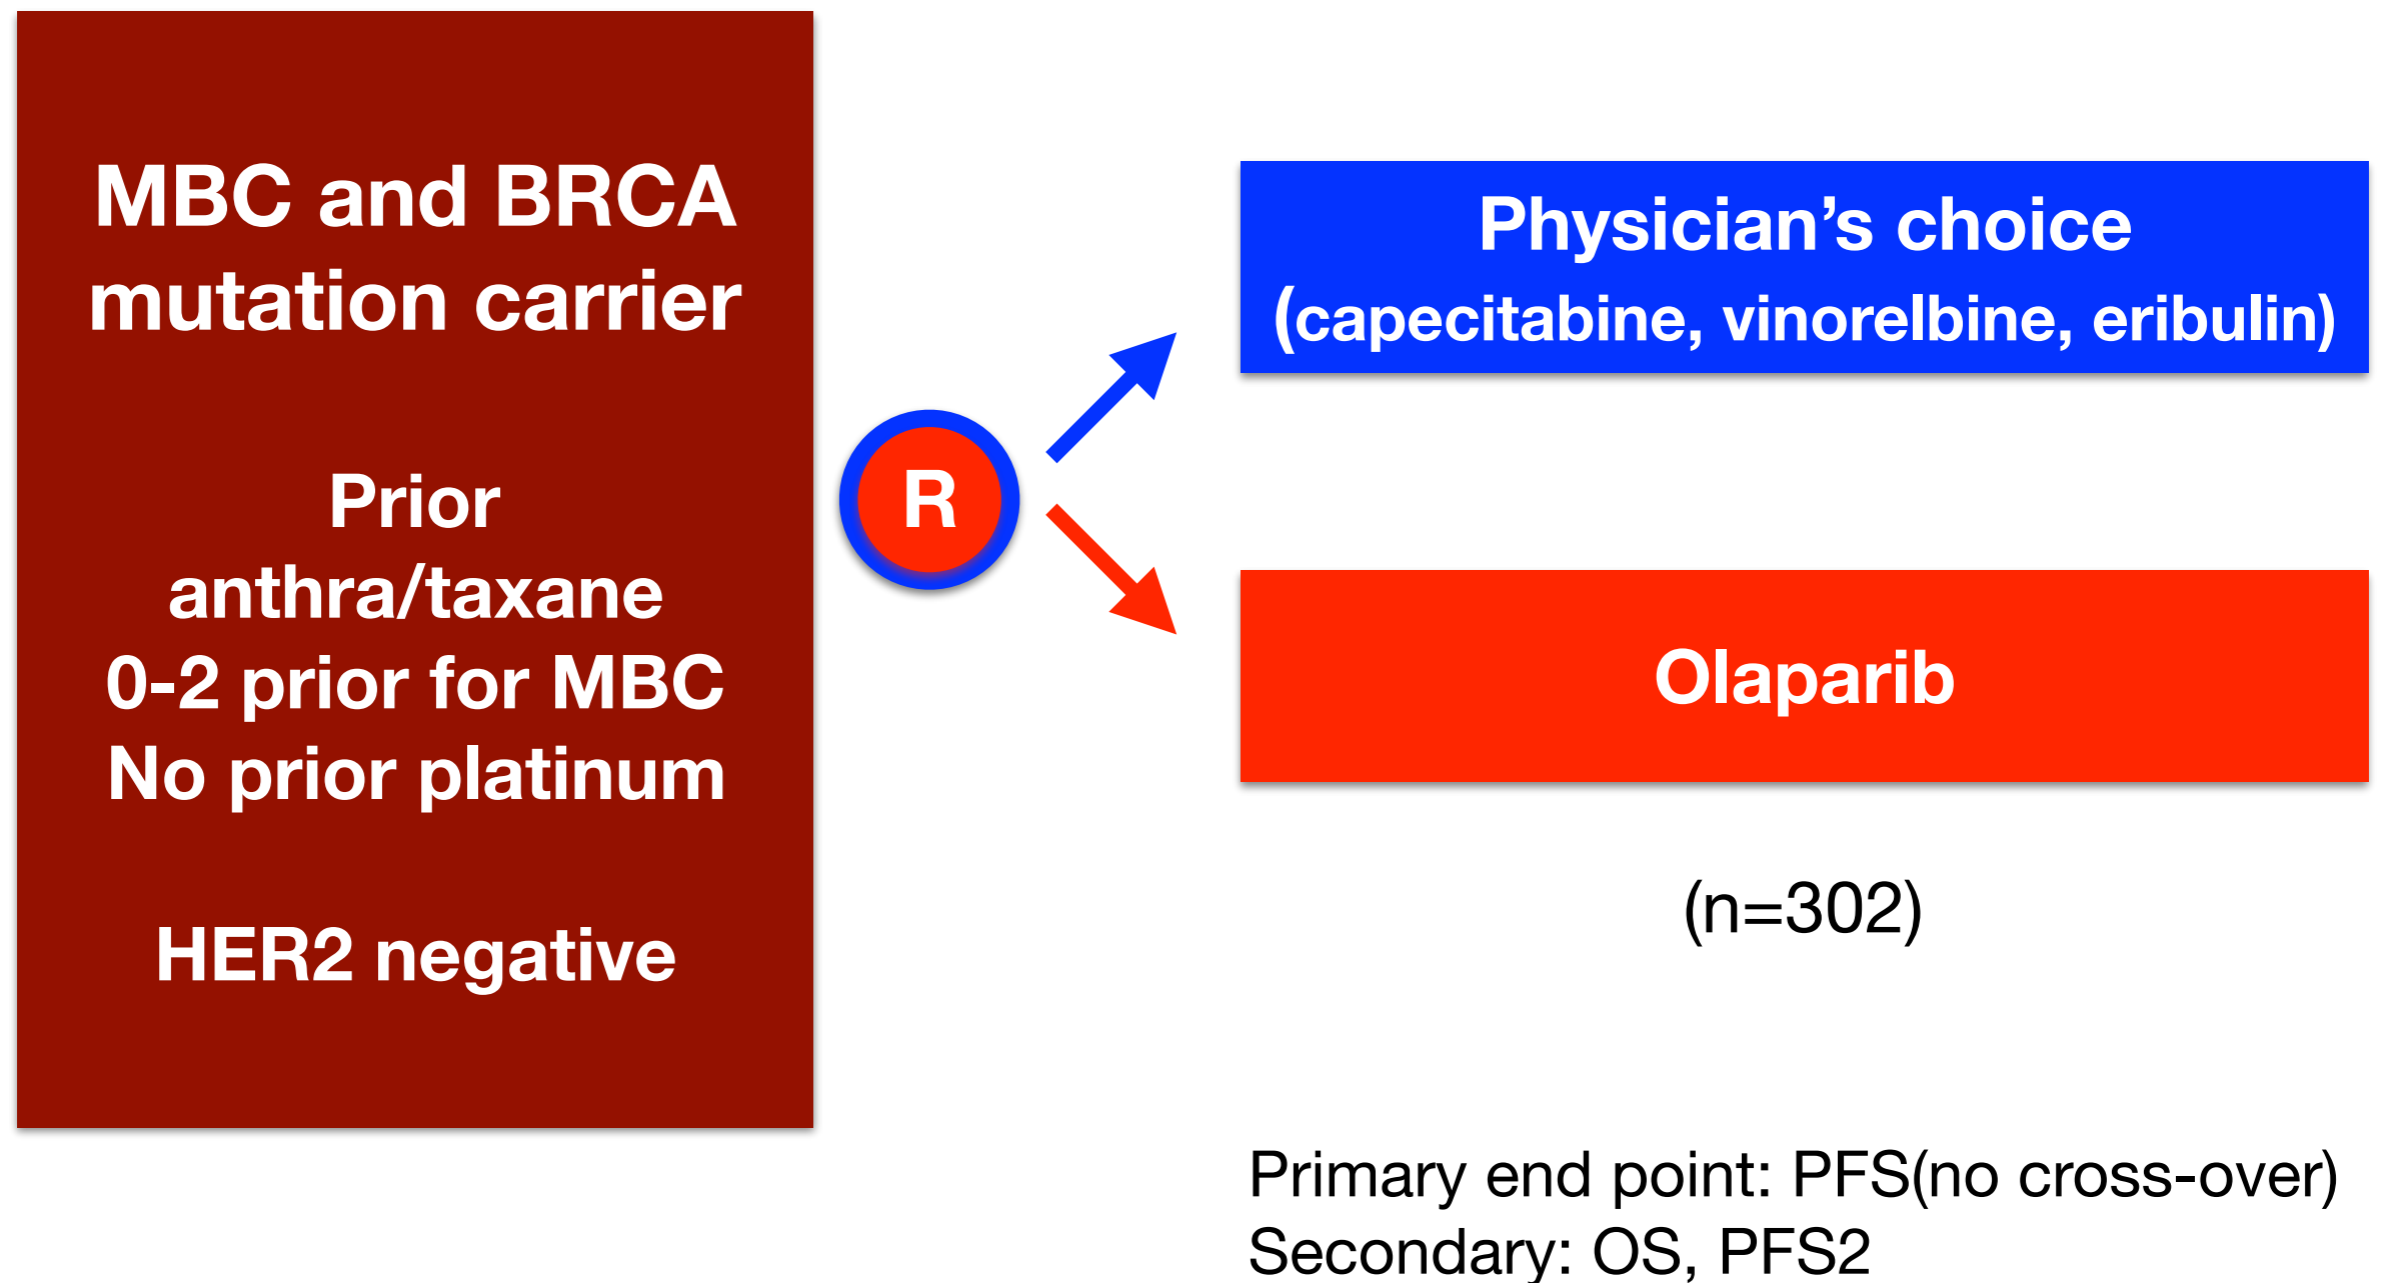 MBC and BRCA
mutation carrier
Prior
anthra/taxane
0-2 prior for MBC
No prior platinum
HER2 negative
R
Physician’s choice
(capecitabine, vinorelbine, eribulin)
Olaparib
(n=302)
Primary end point: PFS(no cross-over)
Secondary: OS, PFS2